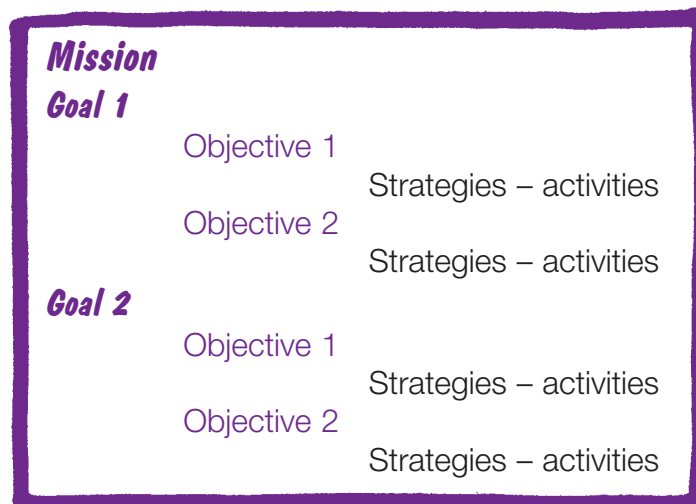 Mission
Goal 1
Objective 1
Strategies – activities
Objective 2
Strategies – activities
Goal 2
Objective 1
Strategies – activities
Objective 2
Strategies – activities